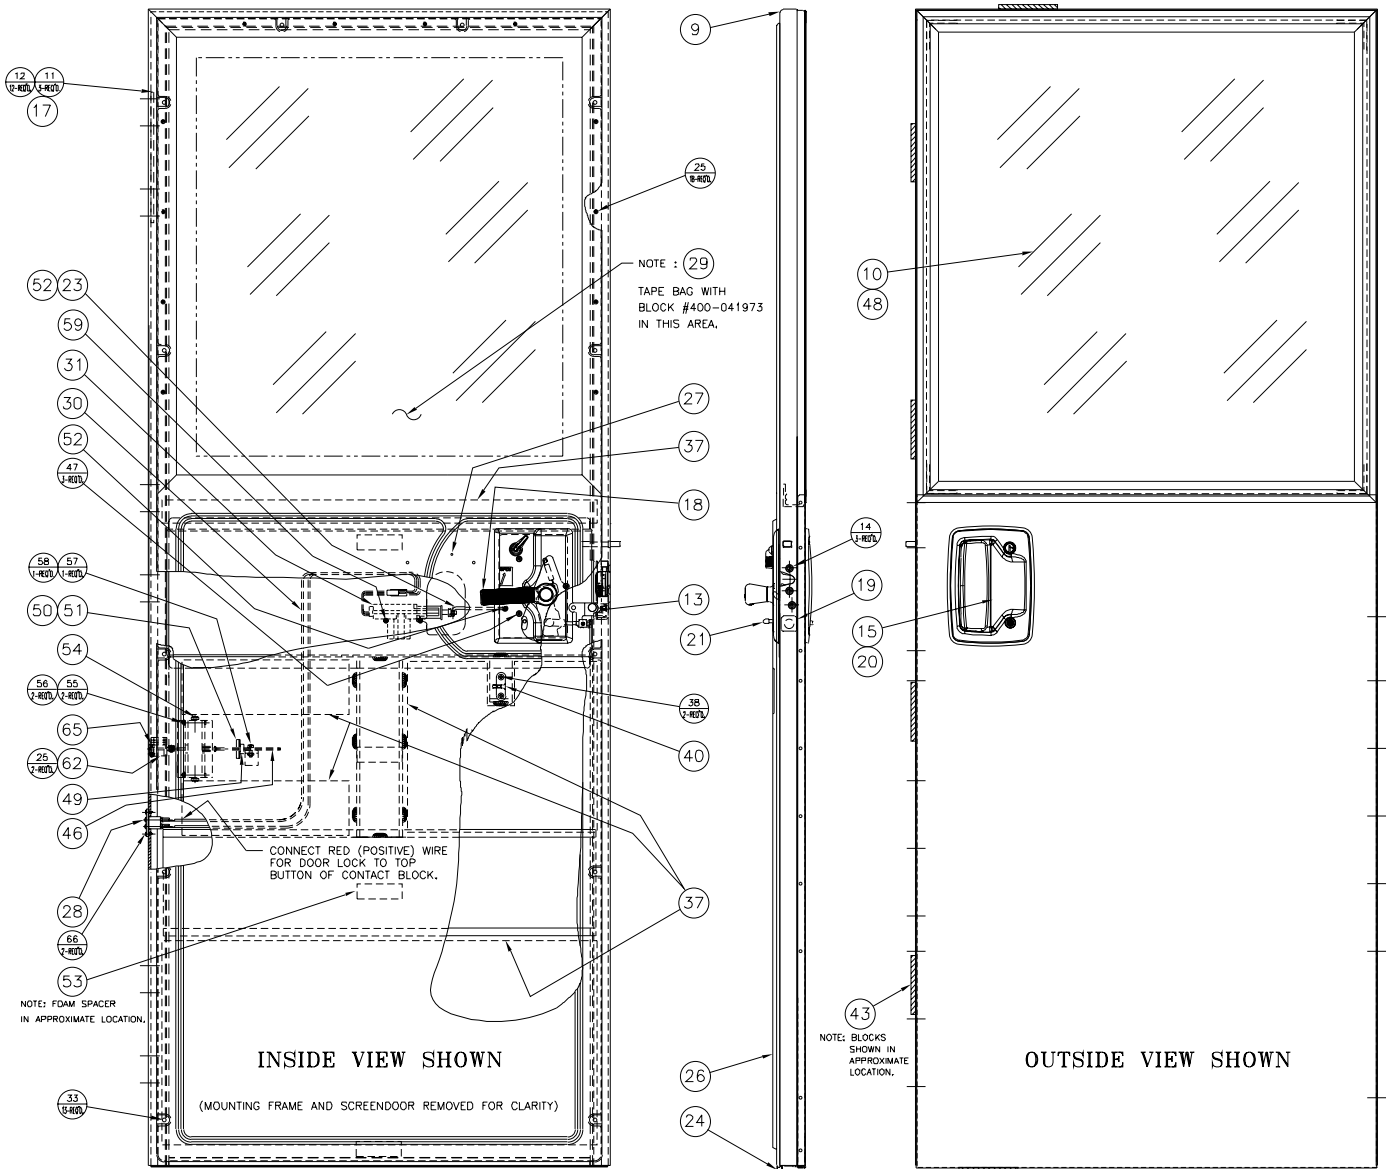 9
12
12-REQ'D.
11
3-REQ'D.
17
25
18-REQ'D.
NOTE : 29
TAPE BAG WITH
BLOCK #400-041973
IN THIS AREA.
10
48
52 23
59
31
30
52
47
3-REQ'D.
27
37
18
14
3-REQ'D.
58
1-REQ'D.
57
1-REQ'D.
50 51
54
56
2-REQ'D.
55
2-REQ'D.
65
25
2-REQ'D.
62
49
46
13
21
19
15
20
38
2-REQ'D.
40
CONNECT RED (POSITIVE) WIRE
FOR DOOR LOCK TO TOP
BUTTON OF CONTACT BLOCK.
28
66
2-REQ'D.
53
37
NOTE: FOAM SPACER
IN APPROXIMATE LOCATION.
43
NOTE: BLOCKS
SHOWN IN
APPROXIMATE
LOCATION.
INSIDE VIEW SHOWN
(MOUNTING FRAME AND SCREENDOOR REMOVED FOR CLARITY)
OUTSIDE VIEW SHOWN
26
33
13-REQ'D.
24